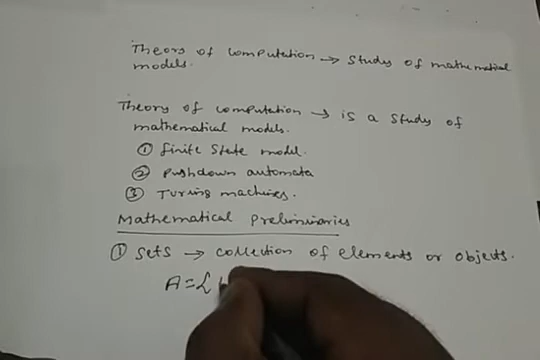 Theory of computation → Study of mathematical
models.
Theory of computation → is a study of
mathematical models.
① finite state model.
② pushdown automata
③ Turing machines.
Mathematical Preliminaries
① Sets → collection of elements or objects.
A = {